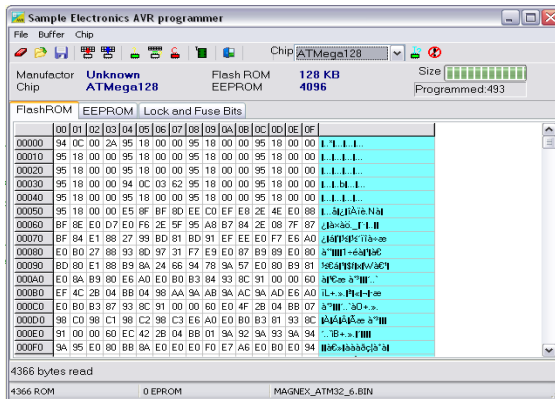 Sample Electronics AVR programmer
File Buffer Chip
Chip ATMega128
Manufactor Unknown Flash ROM 128 KB Size
Chip ATMega128 EEPROM 4096 Programmed:493
FlashROM EEPROM Lock and Fuse Bits
00 01 02 03 04 05 06 07 08 09 0A 0B 0C 0D 0E 0F
00000 94 0C 00 2A 95 18 00 00 95 18 00 00 95 18 00 00
00010 95 18 00 00 95 18 00 00 95 18 00 00 95 18 00 00
00020 95 18 00 00 95 18 00 00 95 18 00 00 95 18 00 00
00030 95 18 00 00 94 0C 03 62 95 18 00 00 95 18 00 00
00040 95 18 00 00 95 18 00 00 95 18 00 00 95 18 00 00
00050 95 18 00 00 E5 8F BF 8D EE C0 EF E8 2E 4E E0 88
00060 BF 8E E0 D7 E0 F6 2E 5F 95 A8 B7 84 2E 08 7F 87
00070 BF 84 E1 88 27 99 BD 81 BD 91 EF EE E0 F7 E6 A0
00080 E0 B0 27 88 93 8D 97 31 F7 E9 E0 87 B9 89 E0 80
00090 BD 80 E1 88 B9 8A 24 66 94 78 9A 57 E0 80 B9 81
000A0 E0 8A B9 80 E6 A0 E0 B0 B3 84 93 8C 91 00 00 60
000B0 EF 4C 2B 04 BB 04 98 AA 9A AB 9A AC 9A AD E6 A0
000C0 E0 B0 B3 87 93 8C 91 00 00 60 E0 4F 2B 04 BB 07
000D0 98 C0 98 C1 98 C2 98 C3 E6 A0 E0 B0 B3 81 93 8C
000E0 91 00 00 60 EC 42 2B 04 BB 01 9A 92 9A 93 9A 94
000F0 9A 95 E0 80 BB 8A E0 E0 E0 F0 E7 A6 E0 B0 E0 94
4366 bytes read
4366 ROM 0 EPROM MAGNEX_ATM32_6.BIN